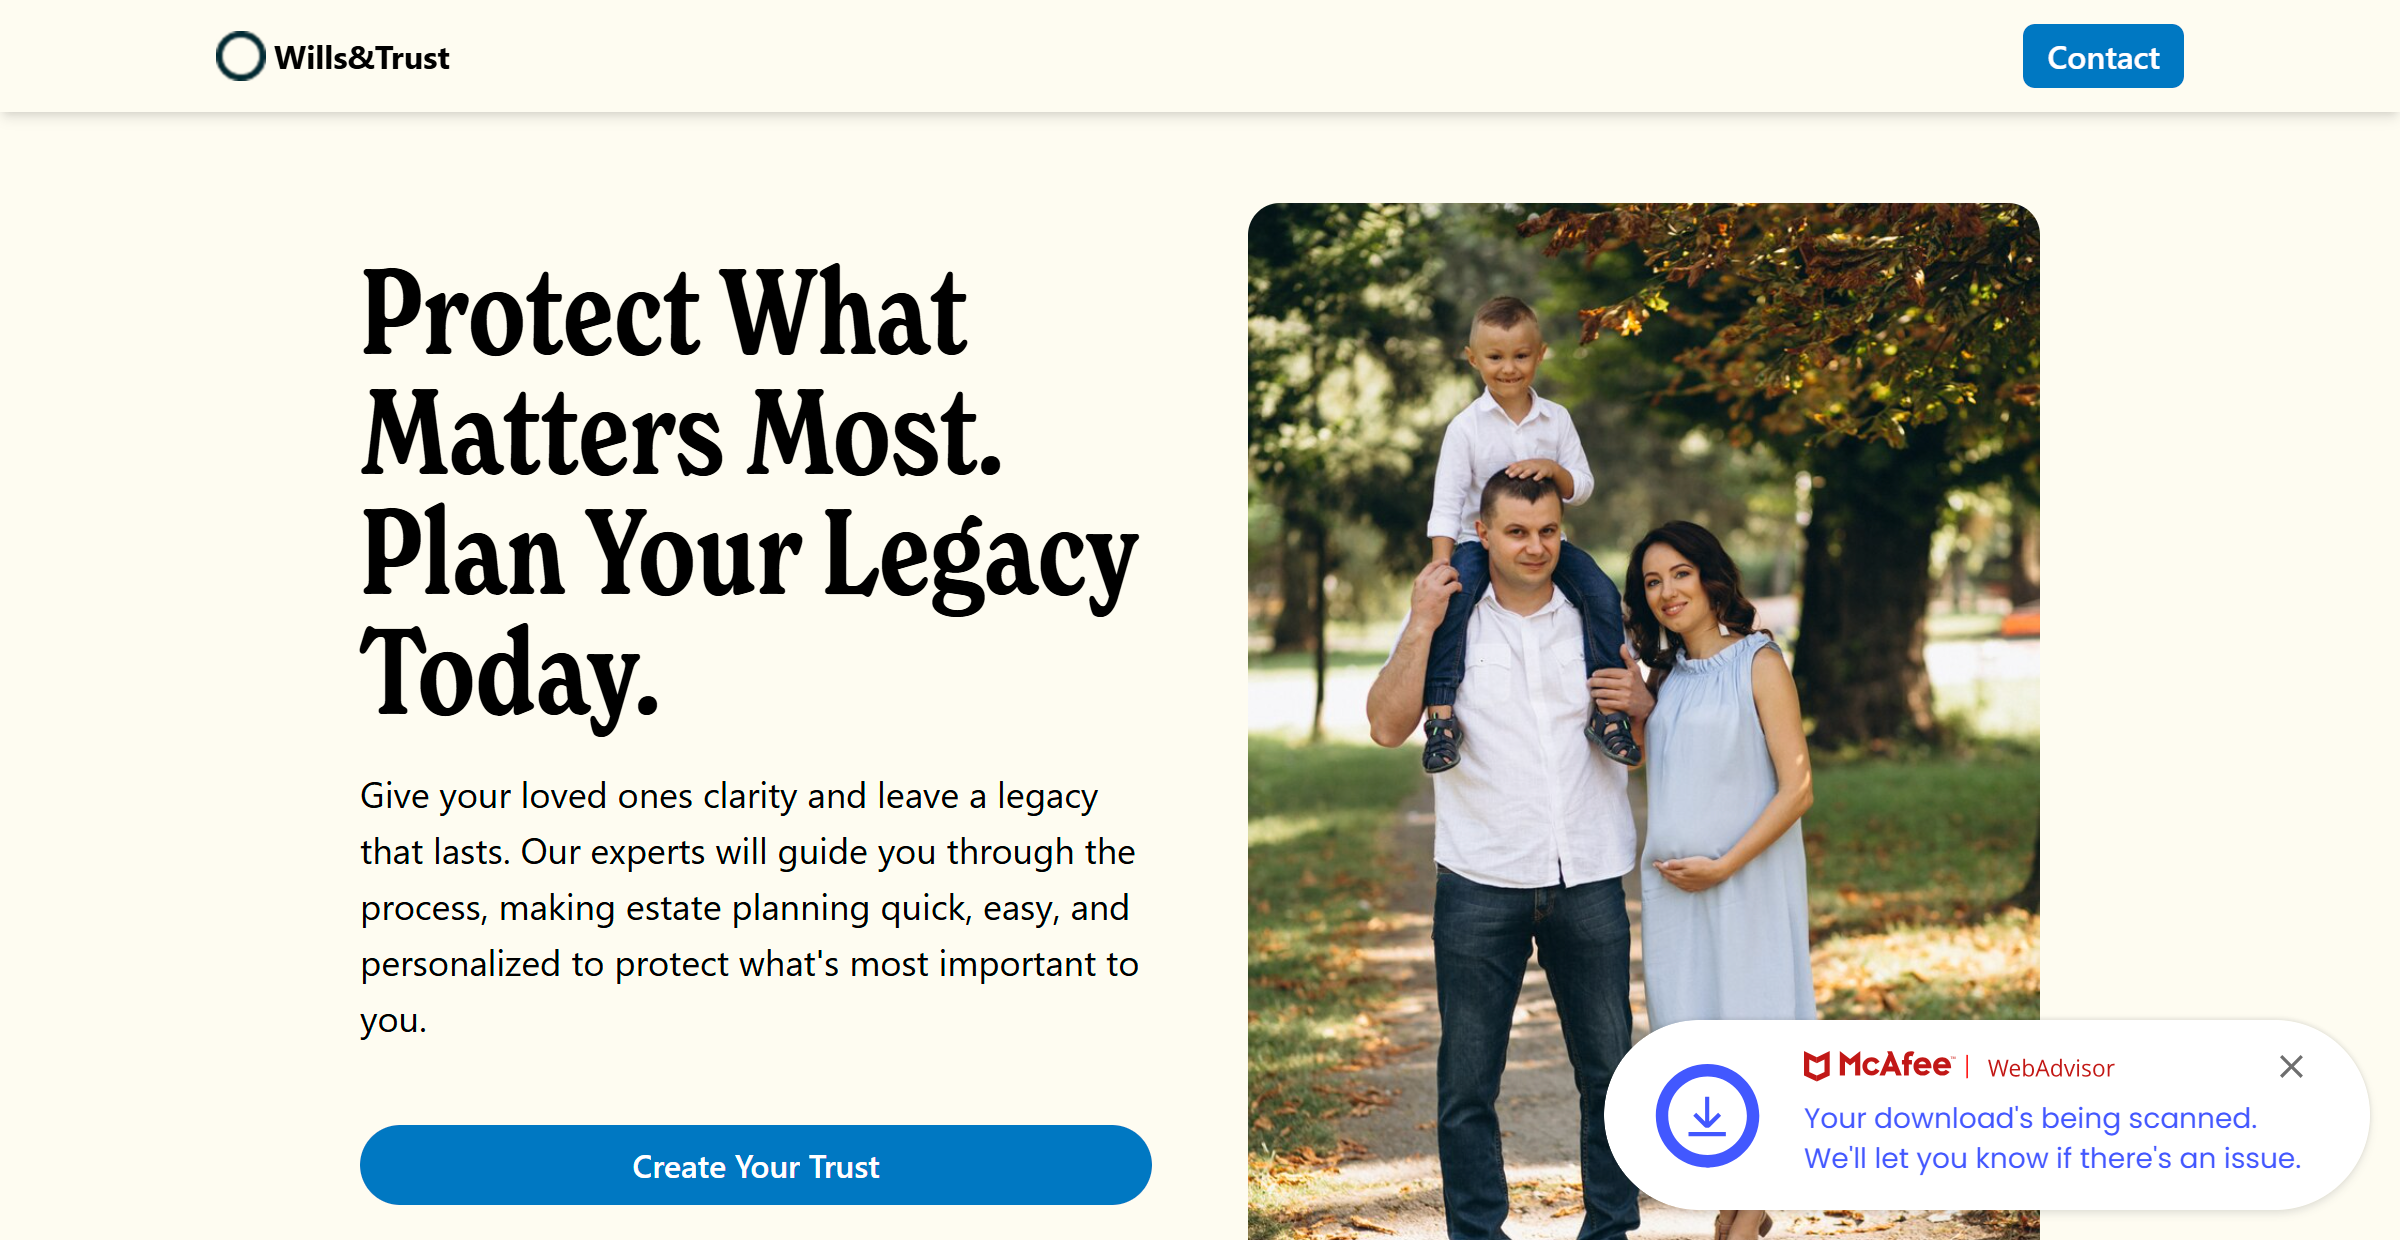 Wills&Trust
Contact
Protect What
Matters Most.
Plan Your Legacy
Today.
Give your loved ones clarity and leave a legacy
that lasts. Our experts will guide you through the
process, making estate planning quick, easy, and
personalized to protect what's most important to
you.
Create Your Trust
McAfee™ | WebAdvisor
Your download's being scanned.
We'll let you know if there's an issue.